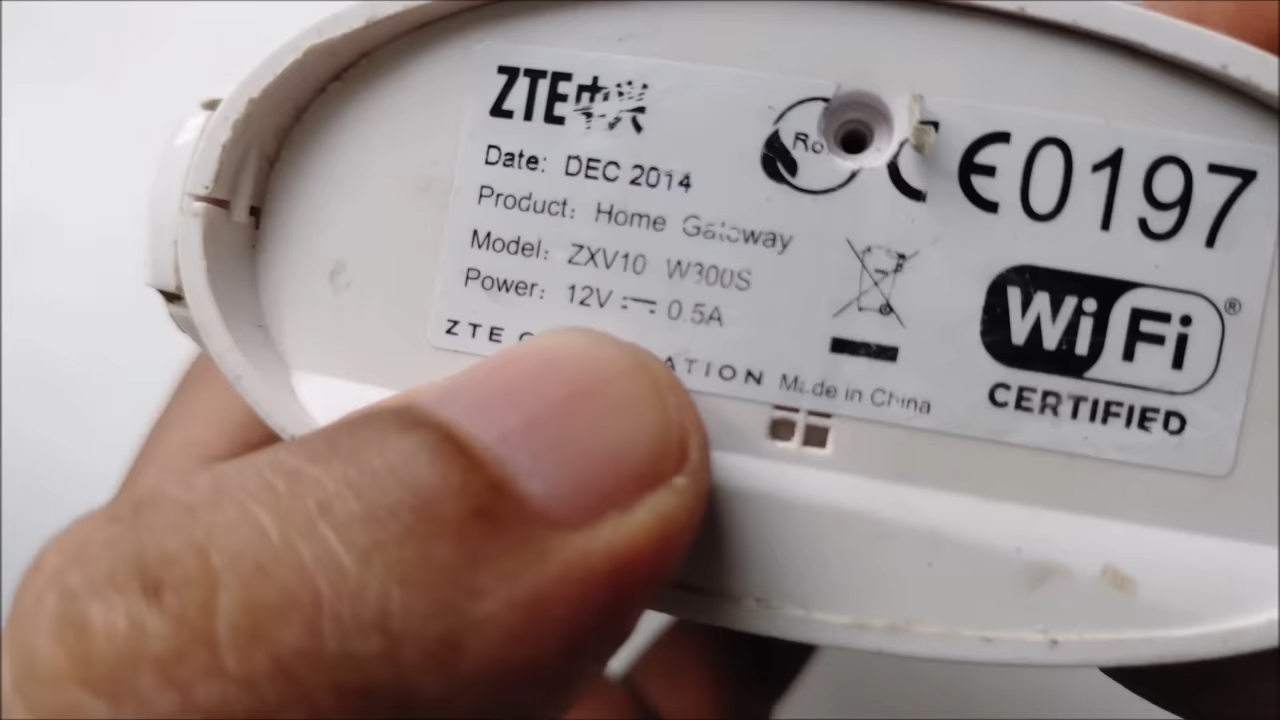 ZTE中兴
Date: DEC 2014
Product: Home Gateway
Model: ZXV10 W300S
Power: 12V 0.5A
ZTE
ATION Made in China
CE0197
WiFi®
CERTIFIED